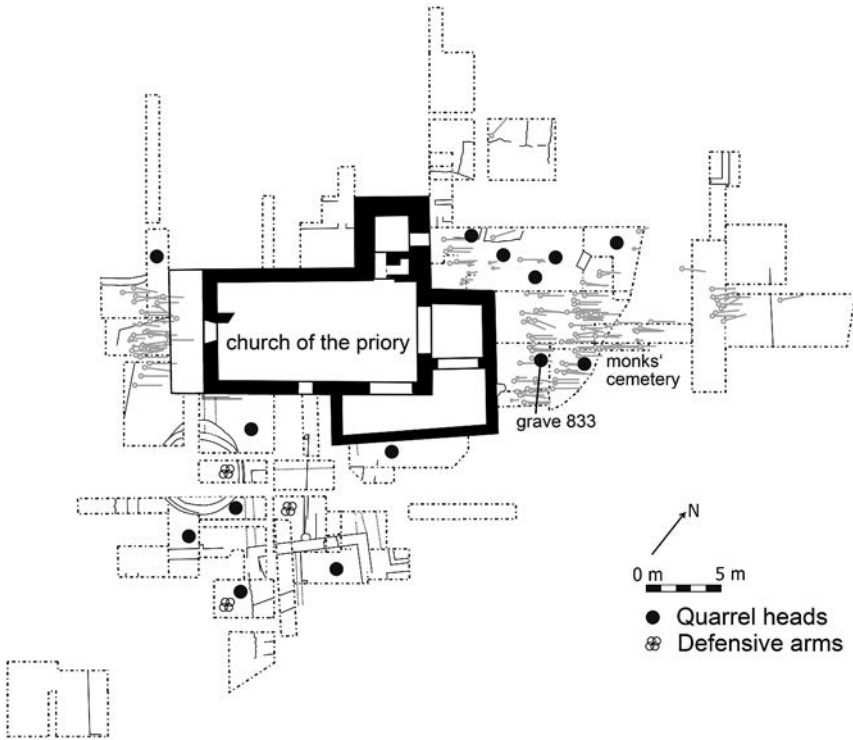 church of the priory
monks'
cemetery
grave 833
N
0 m 5 m
Quarrel heads
Defensive arms